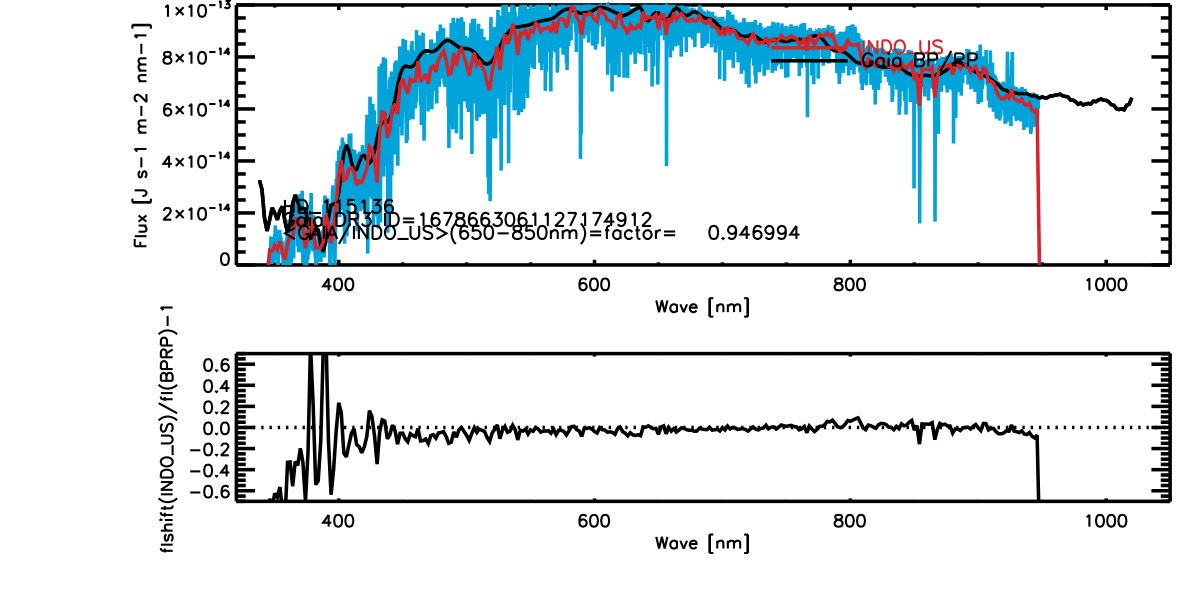 1×10−13
8×10−14
6×10−14
4×10−14
2×10−14
0
Flux [J s−1 m−2 nm−1]
INDO_US
Gaia BP/RP
HD_115136
Gaia DR3 ID=1678663061127174912
<GAIA/INDO_US>(650−850nm)=factor= 0.946994
400 600 800 1000
Wave [nm]
flshift(INDO_US)/fl(BPRP)−1
0.6
0.4
0.2
0.0
−0.2
−0.4
−0.6
400 600 800 1000
Wave [nm]